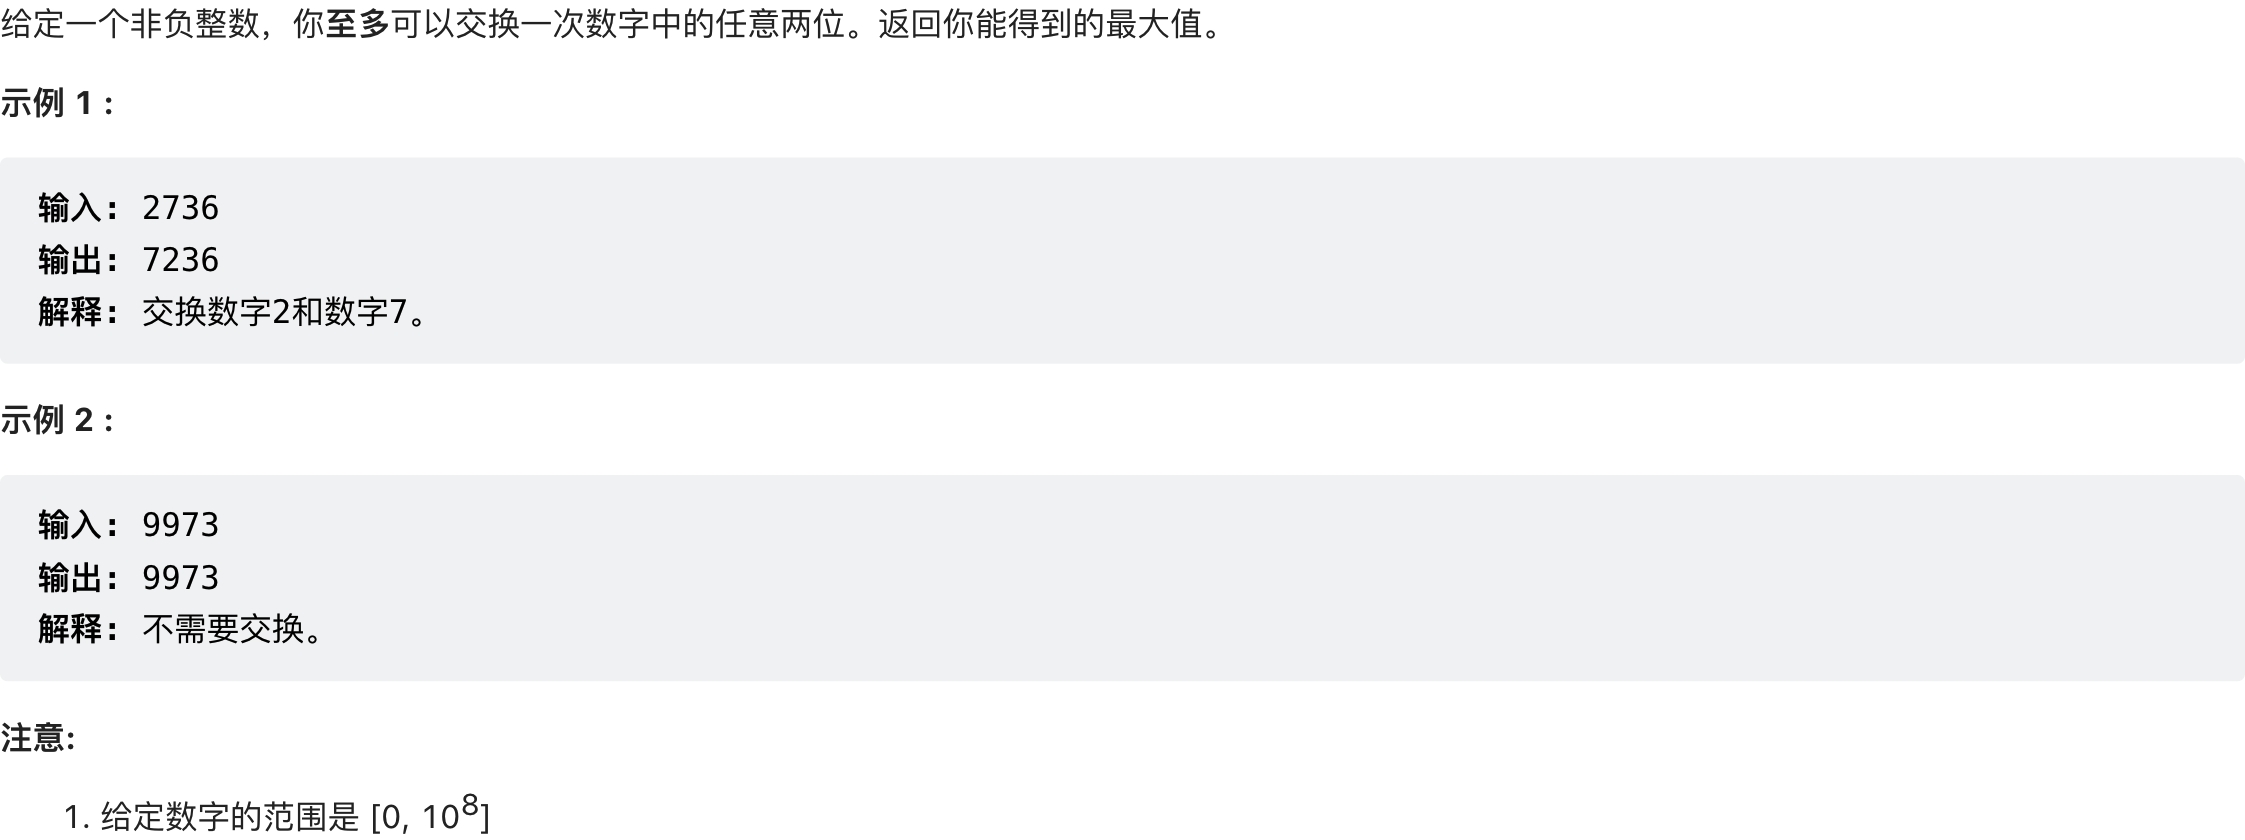 给定一个非负整数，你至多可以交换一次数字中的任意两位。返回你能得到的最大值。
示例 1 :
输入: 2736
输出: 7236
解释: 交换数字2和数字7。
示例 2 :
输入: 9973
输出: 9973
解释: 不需要交换。
注意:
1. 给定数字的范围是 [0, 10⁸]